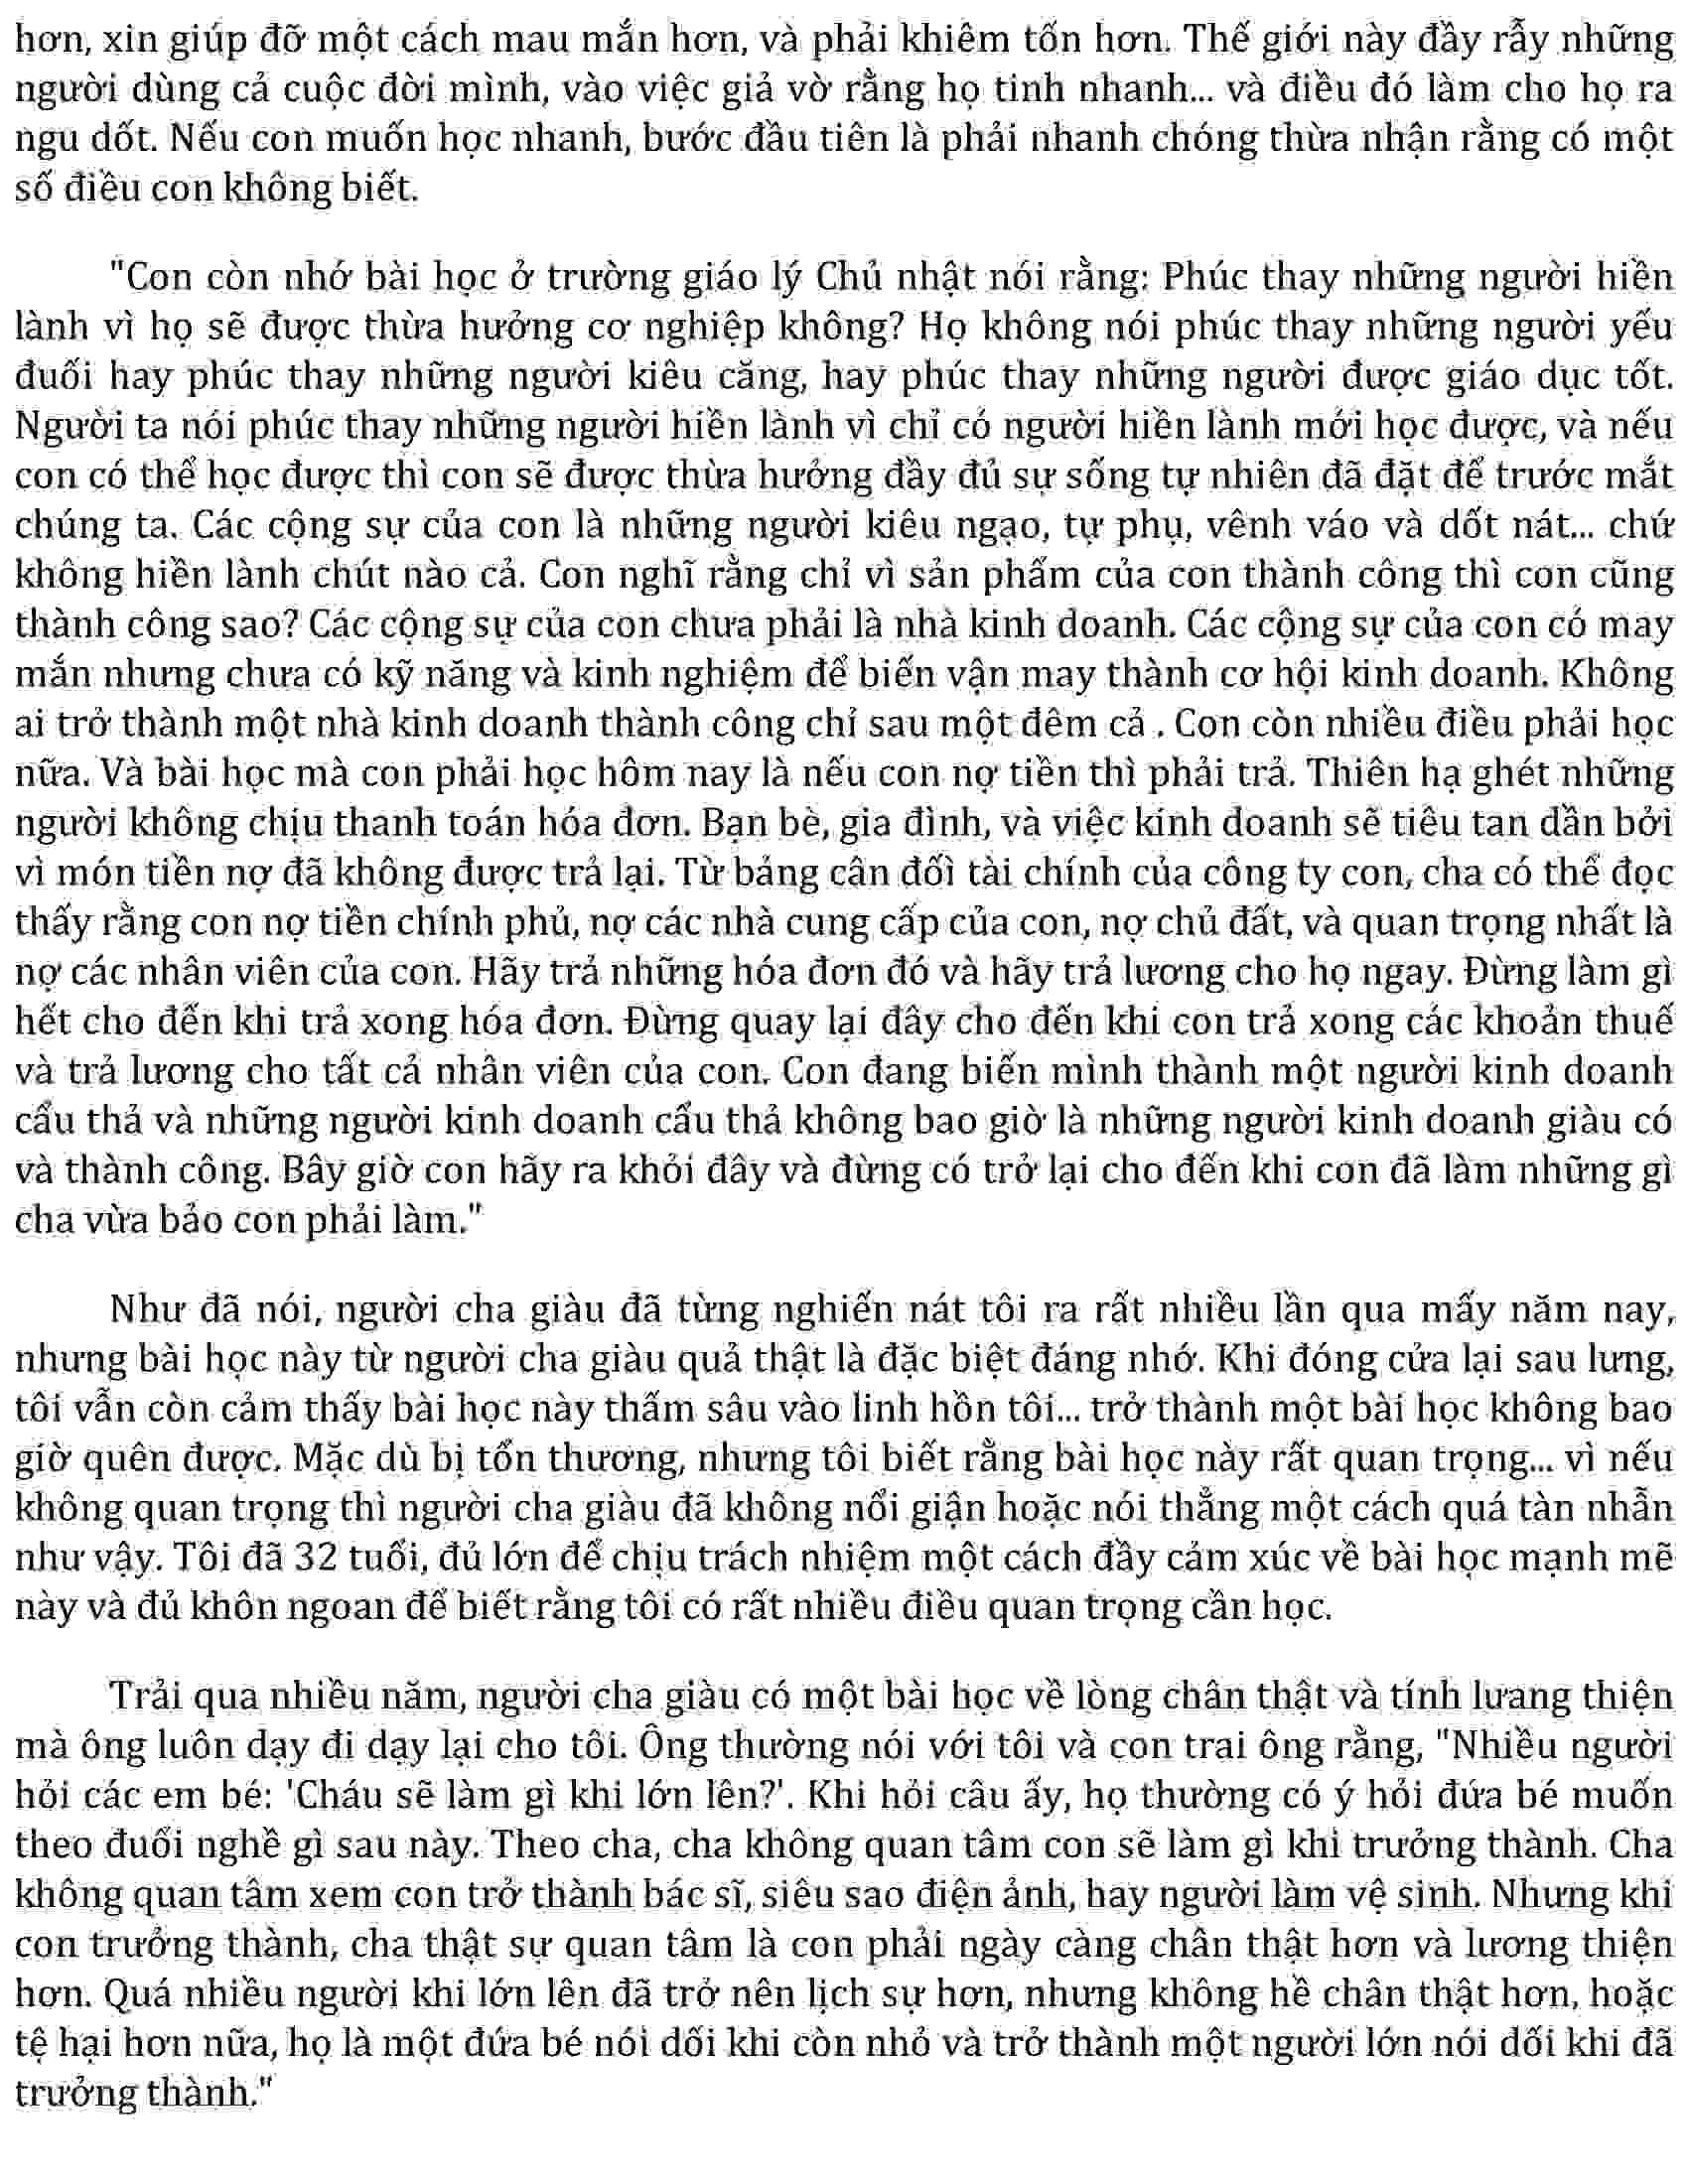 hơn, xin giúp đỡ một cách mau mắn hơn, và phải khiêm tốn hơn. Thế giới này đầy rẫy những
người dùng cả cuộc đời mình, vào việc giả vờ rằng họ tinh nhanh... và điều đó làm cho họ ra
ngu dốt. Nếu con muốn học nhanh, bước đầu tiên là phải nhanh chóng thừa nhận rằng có một
số điều con không biết.
"Con còn nhớ bài học ở trường giáo lý Chủ nhật nói rằng: Phúc thay những người hiền
lành vì họ sẽ được thừa hưởng cơ nghiệp không? Họ không nói phúc thay những người yếu
đuối hay phúc thay những người kiêu căng, hay phúc thay những người được giáo dục tốt.
Người ta nói phúc thay những người hiền lành vì chỉ có người hiền lành mới học được, và nếu
con có thể học được thì con sẽ được thừa hưởng đầy đủ sự sống tự nhiên đã đặt để trước mắt
chúng ta. Các cộng sự của con là những người kiêu ngạo, tự phụ, vênh váo và dốt nát... chứ
không hiền lành chút nào cả. Con nghĩ rằng chỉ vì sản phẩm của con thành công thì con cũng
thành công sao? Các cộng sự của con chưa phải là nhà kinh doanh. Các cộng sự của con có may
mắn nhưng chưa có kỹ năng và kinh nghiệm để biến vận may thành cơ hội kinh doanh. Không
ai trở thành một nhà kinh doanh thành công chỉ sau một đêm cả . Con còn nhiều điều phải học
nữa. Và bài học mà con phải học hôm nay là nếu con nợ tiền thì phải trả. Thiên hạ ghét những
người không chịu thanh toán hóa đơn. Bạn bè, gia đình, và việc kinh doanh sẽ tiêu tan dần bởi
vì món tiền nợ đã không được trả lại. Từ bảng cân đối tài chính của công ty con, cha có thể đọc
thấy rằng con nợ tiền chính phủ, nợ các nhà cung cấp của con, nợ chủ đất, và quan trọng nhất là
nợ các nhân viên của con. Hãy trả những hóa đơn đó và hãy trả lương cho họ ngay. Đừng làm gì
hết cho đến khi trả xong hóa đơn. Đừng quay lại đây cho đến khi con trả xong các khoản thuế
và trả lương cho tất cả nhân viên của con. Con đang biến mình thành một người kinh doanh
cẩu thả và những người kinh doanh cẩu thả không bao giờ là những người kinh doanh giàu có
và thành công. Bây giờ con hãy ra khỏi đây và đừng có trở lại cho đến khi con đã làm những gì
cha vừa bảo con phải làm."
Như đã nói, người cha giàu đã từng nghiến nát tôi ra rất nhiều lần qua mấy năm nay,
nhưng bài học này từ người cha giàu quả thật là đặc biệt đáng nhớ. Khi đóng cửa lại sau lưng,
tôi vẫn còn cảm thấy bài học này thấm sâu vào linh hồn tôi... trở thành một bài học không bao
giờ quên được. Mặc dù bị tổn thương, nhưng tôi biết rằng bài học này rất quan trọng... vì nếu
không quan trọng thì người cha giàu đã không nổi giận hoặc nói thẳng một cách quá tàn nhẫn
như vậy. Tôi đã 32 tuổi, đủ lớn để chịu trách nhiệm một cách đầy cảm xúc về bài học mạnh mẽ
này và đủ khôn ngoan để biết rằng tôi có rất nhiều điều quan trọng cần học.
Trải qua nhiều năm, người cha giàu có một bài học về lòng chân thật và tính lưang thiện
mà ông luôn dạy đi dạy lại cho tôi. Ông thường nói với tôi và con trai ông rằng, "Nhiều người
hỏi các em bé: 'Cháu sẽ làm gì khi lớn lên?'. Khi hỏi câu ấy, họ thường có ý hỏi đứa bé muốn
theo đuổi nghề gì sau này. Theo cha, cha không quan tâm con sẽ làm gì khi trưởng thành. Cha
không quan tâm xem con trở thành bác sĩ, siêu sao điện ảnh, hay người làm vệ sinh. Nhưng khi
con trưởng thành, cha thật sự quan tâm là con phải ngày càng chân thật hơn và lương thiện
hơn. Quá nhiều người khi lớn lên đã trở nên lịch sự hơn, nhưng không hề chân thật hơn, hoặc
tệ hại hơn nữa, họ là một đứa bé nói dối khi còn nhỏ và trở thành một người lớn nói dối khi đã
trưởng thành."